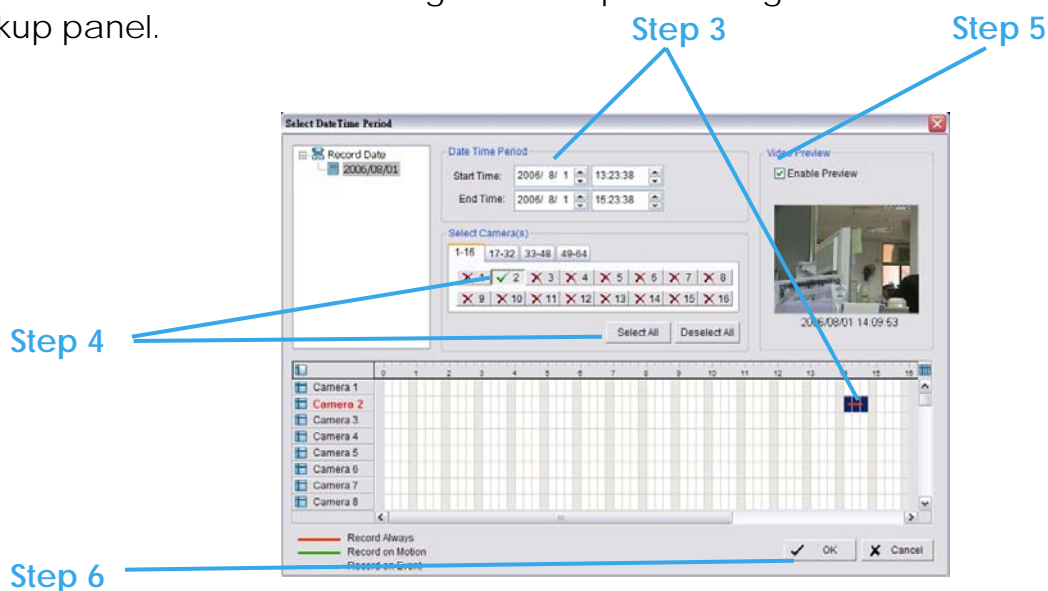 kup panel.
Step 3
Step 5
Select DateTime Period
Record Date
2006/08/01
Date Time Period
Start Time: 2006/ 8/ 1 13:23:38
End Time: 2006/ 8/ 1 15:23:38
Video Preview
Enable Preview
2006/08/01 14:09:53
Select Camera(s)
1-16 17-32 33-48 49-64
1 2 3 4 5 6 7 8
9 10 11 12 13 14 15 16
Select All Deselect All
Step 4
0 1 2 3 4 5 6 7 8 9 10 11 12 13 14 15 16
Camera 1
Camera 2
Camera 3
Camera 4
Camera 5
Camera 6
Camera 7
Camera 8
Record Always
Record on Motion
Record on Event
OK Cancel
Step 6